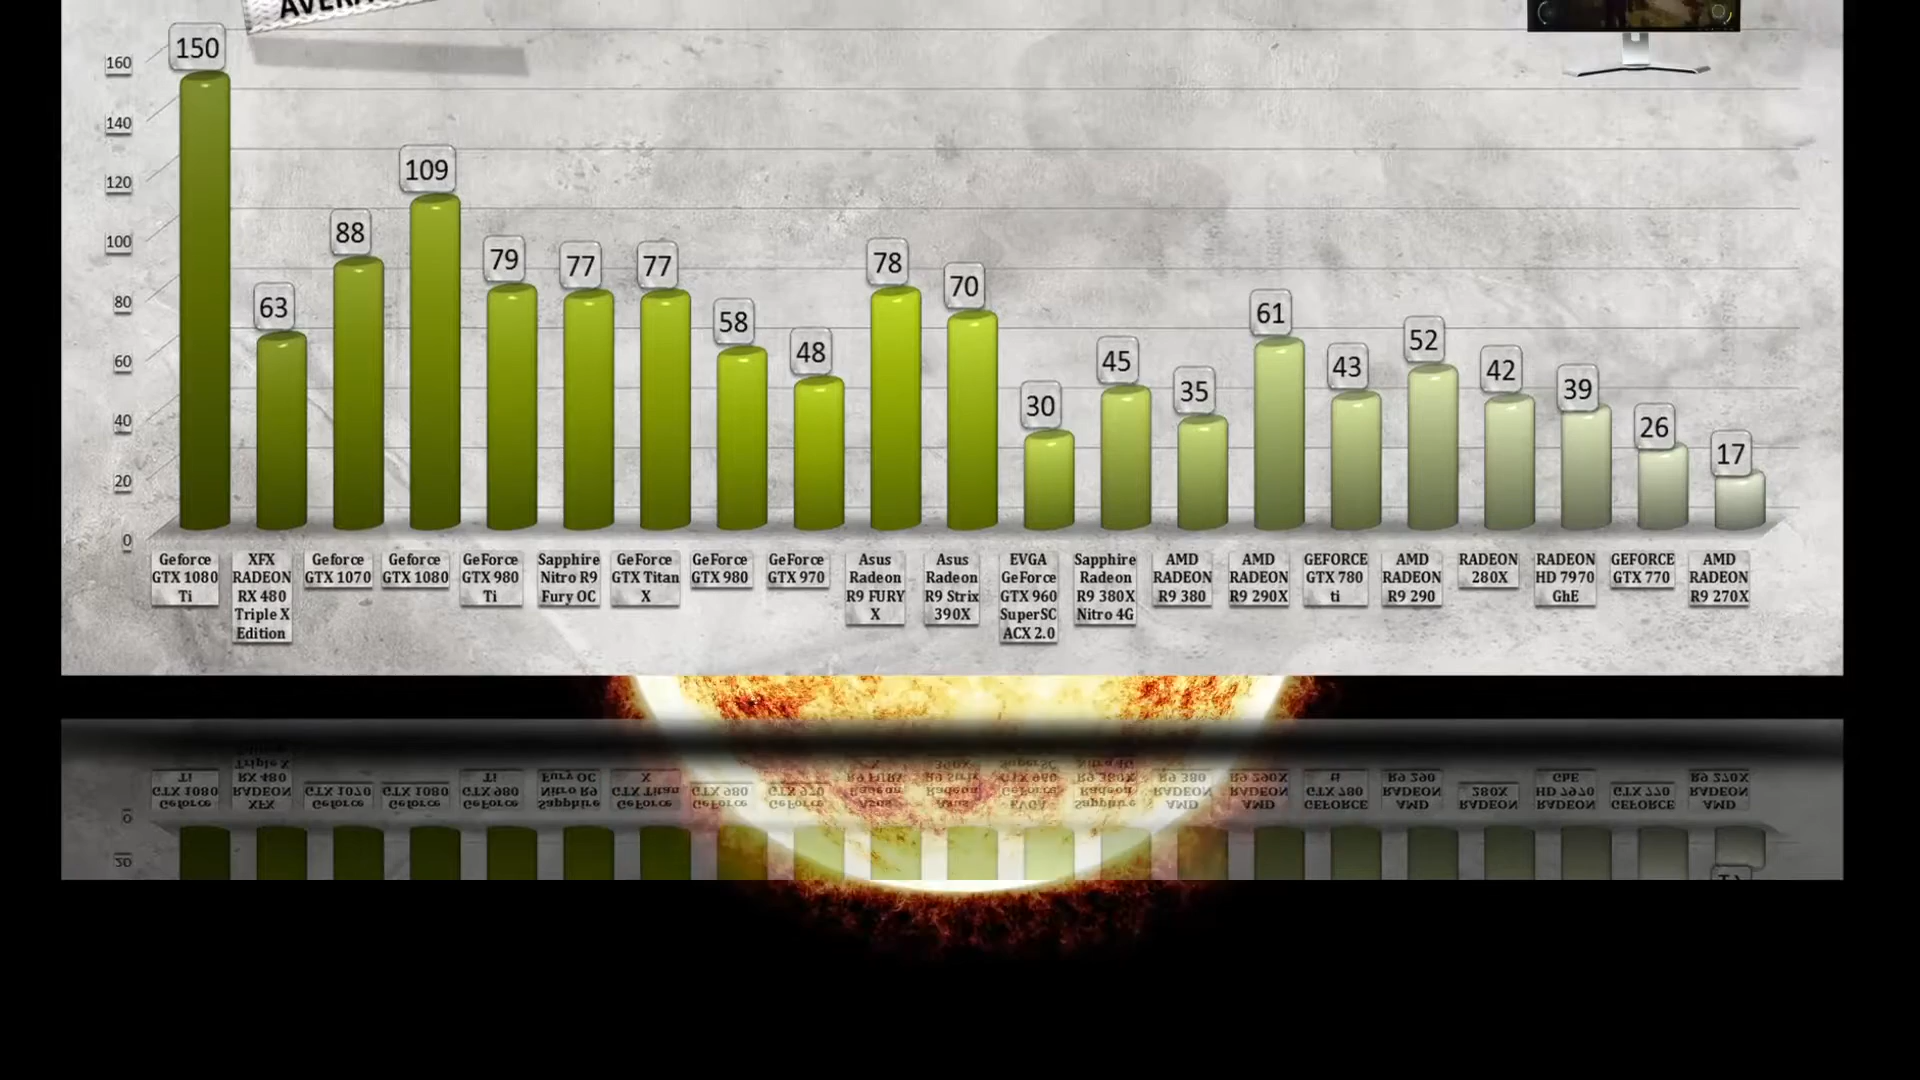 150
160
140
120
100
80
60
40
20
0
63
88
109
79
77
77
58
48
78
70
30
45
35
61
43
52
42
39
26
17
Geforce
GTX 1080
Ti
XFX
RADEON
RX 480
Triple X
Edition
Geforce
GTX 1070
Geforce
GTX 1080
GeForce
GTX 980
Ti
Sapphire
Nitro R9
Fury OC
GeForce
GTX Titan
X
GeForce
GTX 980
GeForce
GTX 970
Asus
Radeon
R9 FURY
X
Asus
Radeon
R9 Strix
390X
EVGA
GeForce
GTX 960
SuperSC
ACX 2.0
Sapphire
Radeon
R9 380X
Nitro 4G
AMD
RADEON
R9 380
AMD
RADEON
R9 290X
GEFORCE
GTX 780
ti
AMD
RADEON
R9 290
RADEON
280X
RADEON
HD 7970
GhE
GEFORCE
GTX 770
AMD
RADEON
R9 270X